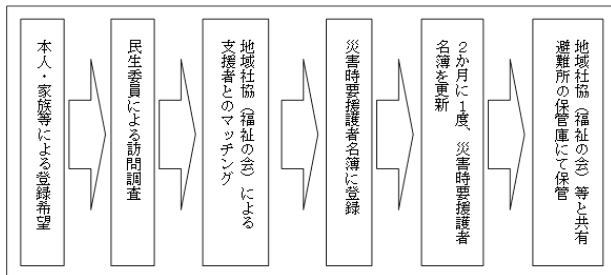 本人・家族等による登録希望
民生委員による訪問調査
地域社協（福祉の会）による
支援者とのマッチング
災害時要援護者名簿に登録
２か月に１度、災害時要援護者
名簿を更新
地域社協（福祉の会）等と共有
避難所の保管庫にて保管